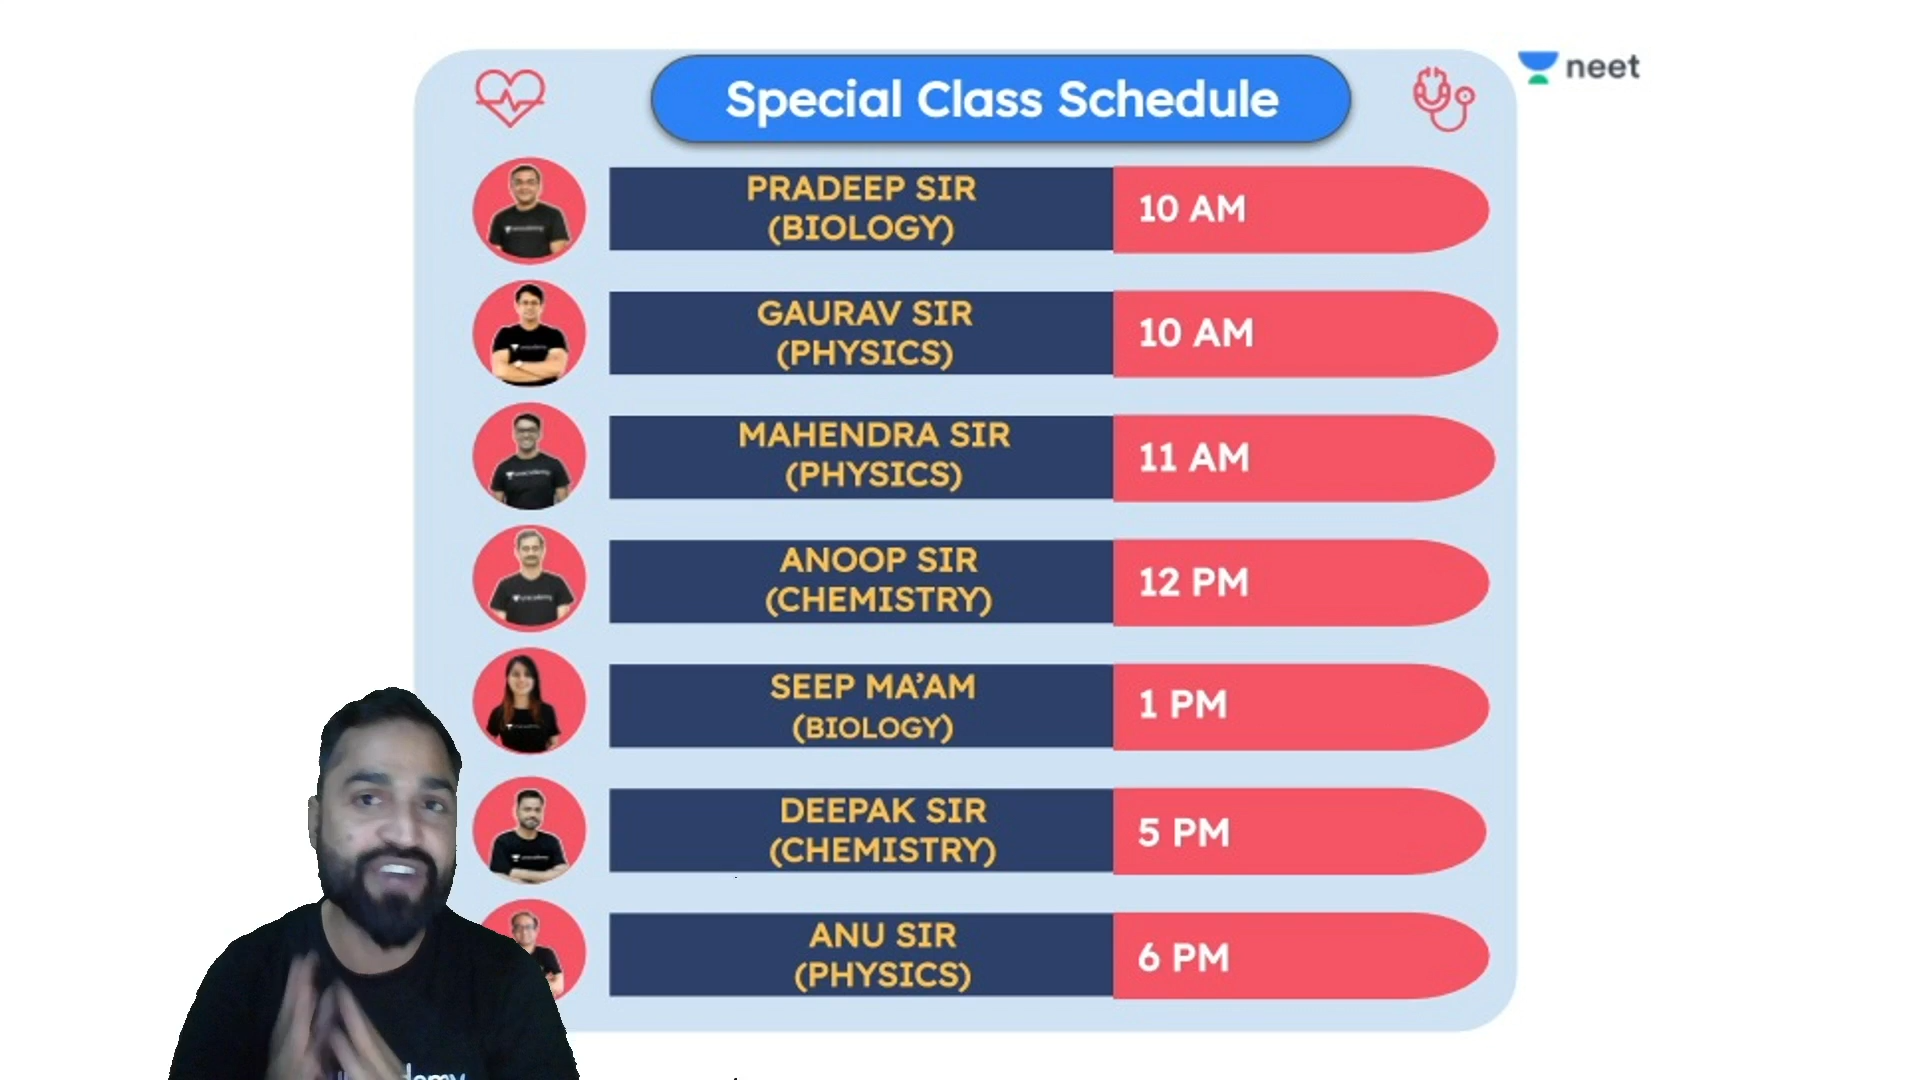 Special Class Schedule
neet
PRADEEP SIR
(BIOLOGY)
10 AM
GAURAV SIR
(PHYSICS)
10 AM
MAHENDRA SIR
(PHYSICS)
11 AM
ANOOP SIR
(CHEMISTRY)
12 PM
SEEP MA’AM
(BIOLOGY)
1 PM
DEEPAK SIR
(CHEMISTRY)
5 PM
ANU SIR
(PHYSICS)
6 PM